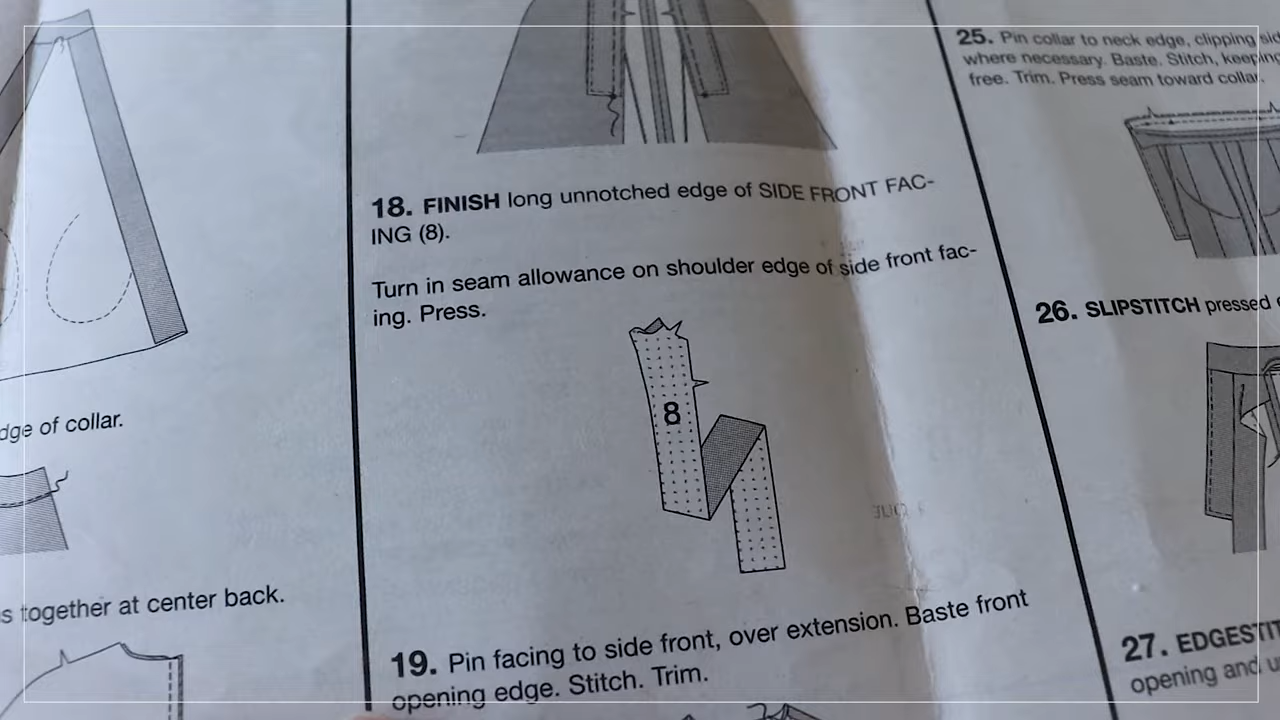 dge of collar.
s together at center back.
18. FINISH long unnotched edge of SIDE FRONT FAC-
ING (8).
Turn in seam allowance on shoulder edge of side front fac-
ing. Press.
8
19. Pin facing to side front, over extension. Baste front
opening edge. Stitch. Trim.
25. Pin collar to neck edge, clipping
where necessary. Baste. Stitch, keeping
free. Trim. Press seam toward collar.
26. SLIPSTITCH pressed
27. EDGESTIT
opening and